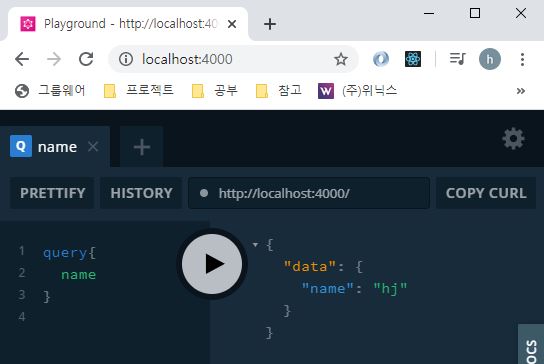 Playground - http://localhost:40
localhost:4000
h
그룹웨어 프로젝트 공부 참고 W (주)위닉스 »
Q name
PRETTIFY HISTORY http://localhost:4000/ COPY CURL
1 query{
2 name
3 }
4
{
"data": {
"name": "hj"
}
}
OCS